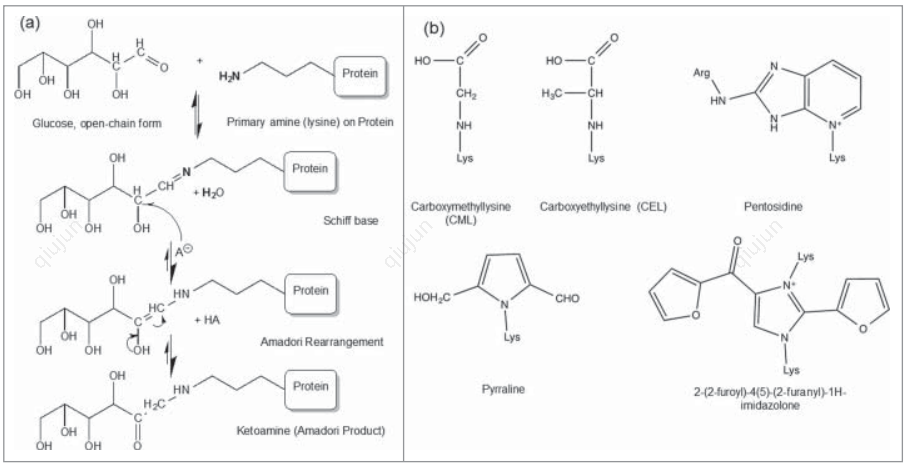 (a)
OH
H
H
C
C
O
OH
OH
OH
OH
+
H₂N
Protein
Glucose, open-chain form
Primary amine (lysine) on Protein
OH
H
C
CH
N
+ H₂O
Protein
OH
OH
OH
OH
Schiff base
A⊖
OH
HC
HN
C
+ HA
Protein
OH
OH
OH
OH
Amadori Rearrangement
OH
H₂C
HN
C
O
Protein
OH
OH
OH
Ketoamine (Amadori Product)
(b)
O
HO
C
CH₂
NH
Lys
Carboxymethyllysine
(CML)
O
HO
C
H₃C
CH
NH
Lys
Carboxyethyllysine (CEL)
Arg
HN
N
N
H
N⁺
Lys
Pentosidine
HOH₂C
N
CHO
Lys
Pyrraline
O
O
Lys
N⁺
N
Lys
O
2-(2-furoyl)-4(5)-(2-furanyl)-1H-
imidazolone
qiujun
qiujun
qiujun